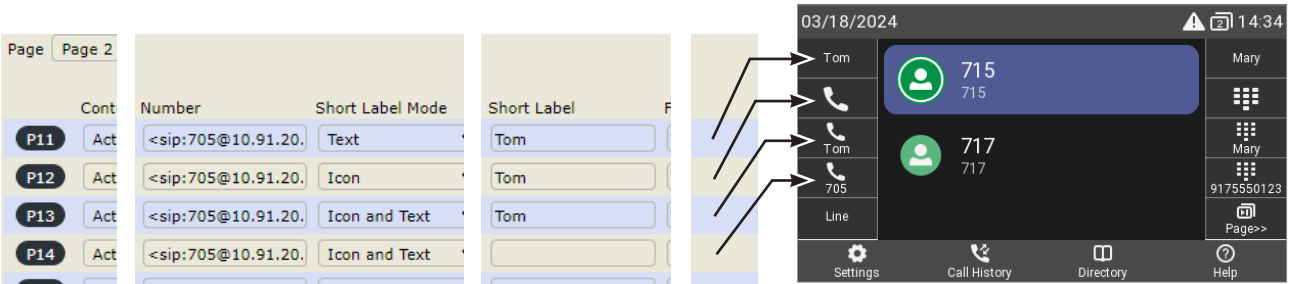 Page Page 2
Cont Number Short Label Mode Short Label F
P11 Act <sip:705@10.91.20. Text Tom
P12 Act <sip:705@10.91.20. Icon Tom
P13 Act <sip:705@10.91.20. Icon and Text Tom
P14 Act <sip:705@10.91.20. Icon and Text
03/18/2024 2 14:34
Tom 715 Mary
715
Tom 717 Mary
717
705 9175550123
Line Page>>
Settings Call History Directory Help